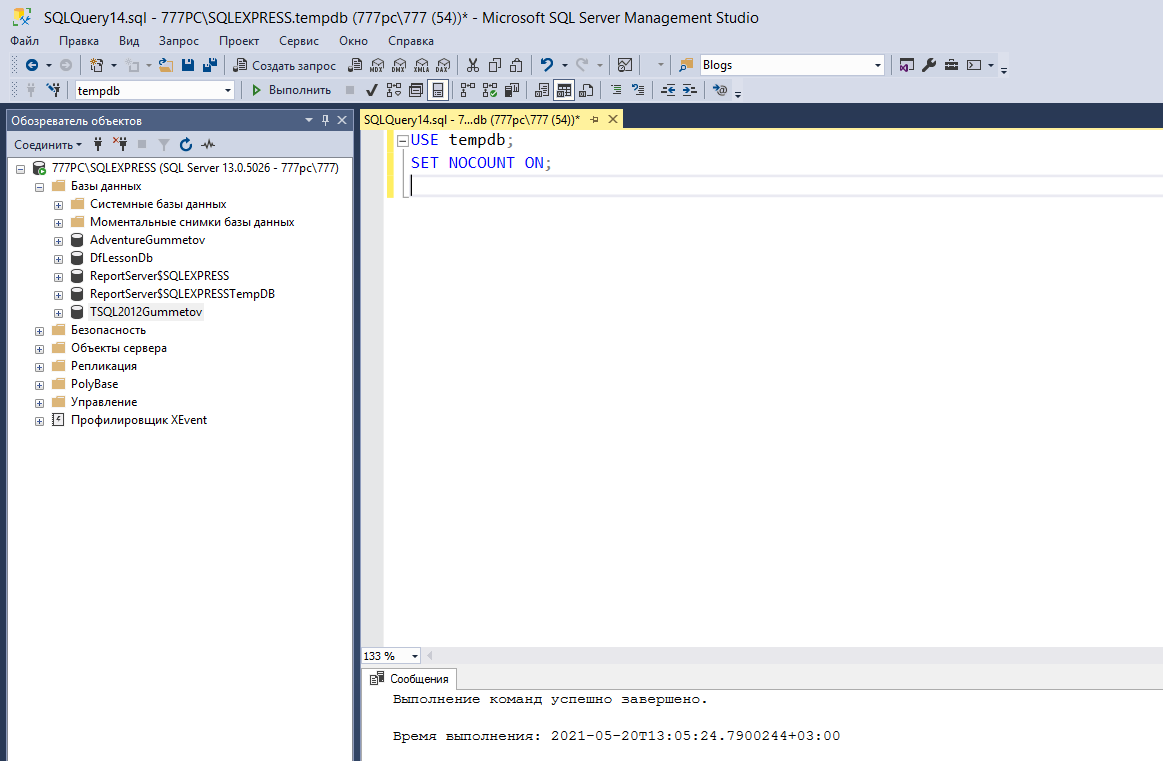 SQLQuery14.sql - 777PC\SQLEXPRESS.tempdb (777pc\777 (54))* - Microsoft SQL Server Management Studio
Файл Правка Вид Запрос Проект Сервис Окно Справка
Создать запрос MDX DMX XMLA DAX Blogs
tempdb Выполнить
Обозреватель объектов
SQLQuery14.sql - 7...db (777pc\777 (54))*
Соединить
777PC\SQLEXPRESS (SQL Server 13.0.5026 - 777pc\777)
Базы данных
Системные базы данных
Моментальные снимки базы данных
AdventureGummetov
DfLessonDb
ReportServer$SQLEXPRESS
ReportServer$SQLEXPRESSTempDB
TSQL2012Gummetov
Безопасность
Объекты сервера
Репликация
PolyBase
Управление
Профилировщик XEvent
USE tempdb;
SET NOCOUNT ON;
133 %
Сообщения
Выполнение команд успешно завершено.
Время выполнения: 2021-05-20T13:05:24.7900244+03:00